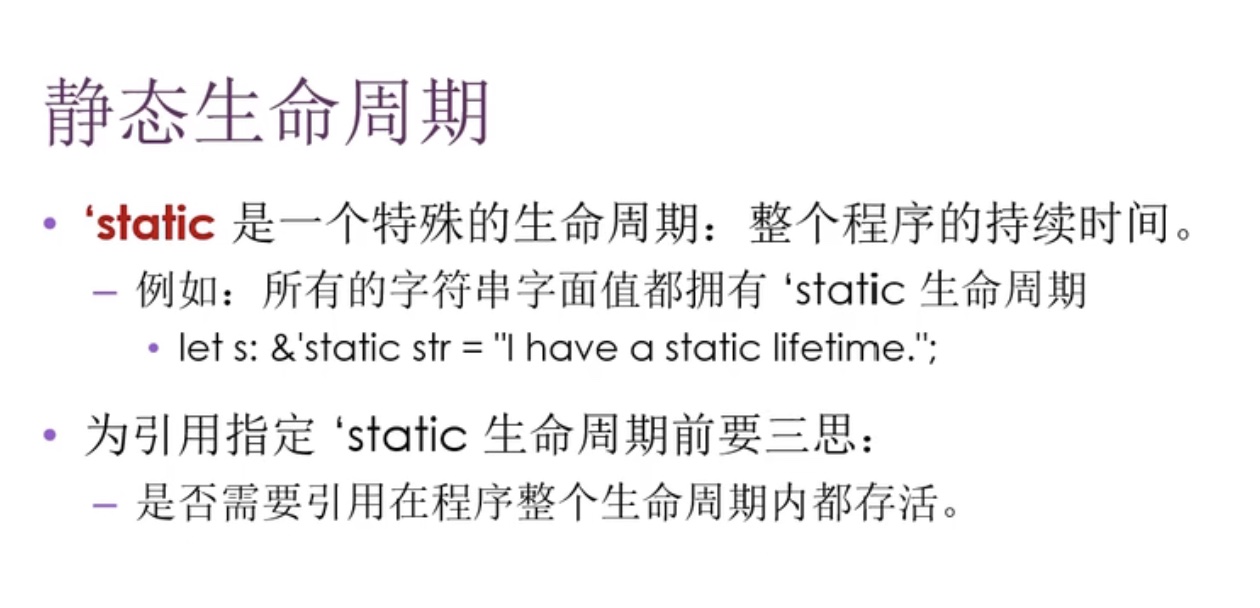 静态生命周期
• ‘static 是一个特殊的生命周期：整个程序的持续时间。
– 例如：所有的字符串字面值都拥有 ‘static 生命周期
• let s: &'static str = "I have a static lifetime.";
• 为引用指定 ‘static 生命周期前要三思：
– 是否需要引用在程序整个生命周期内都存活。